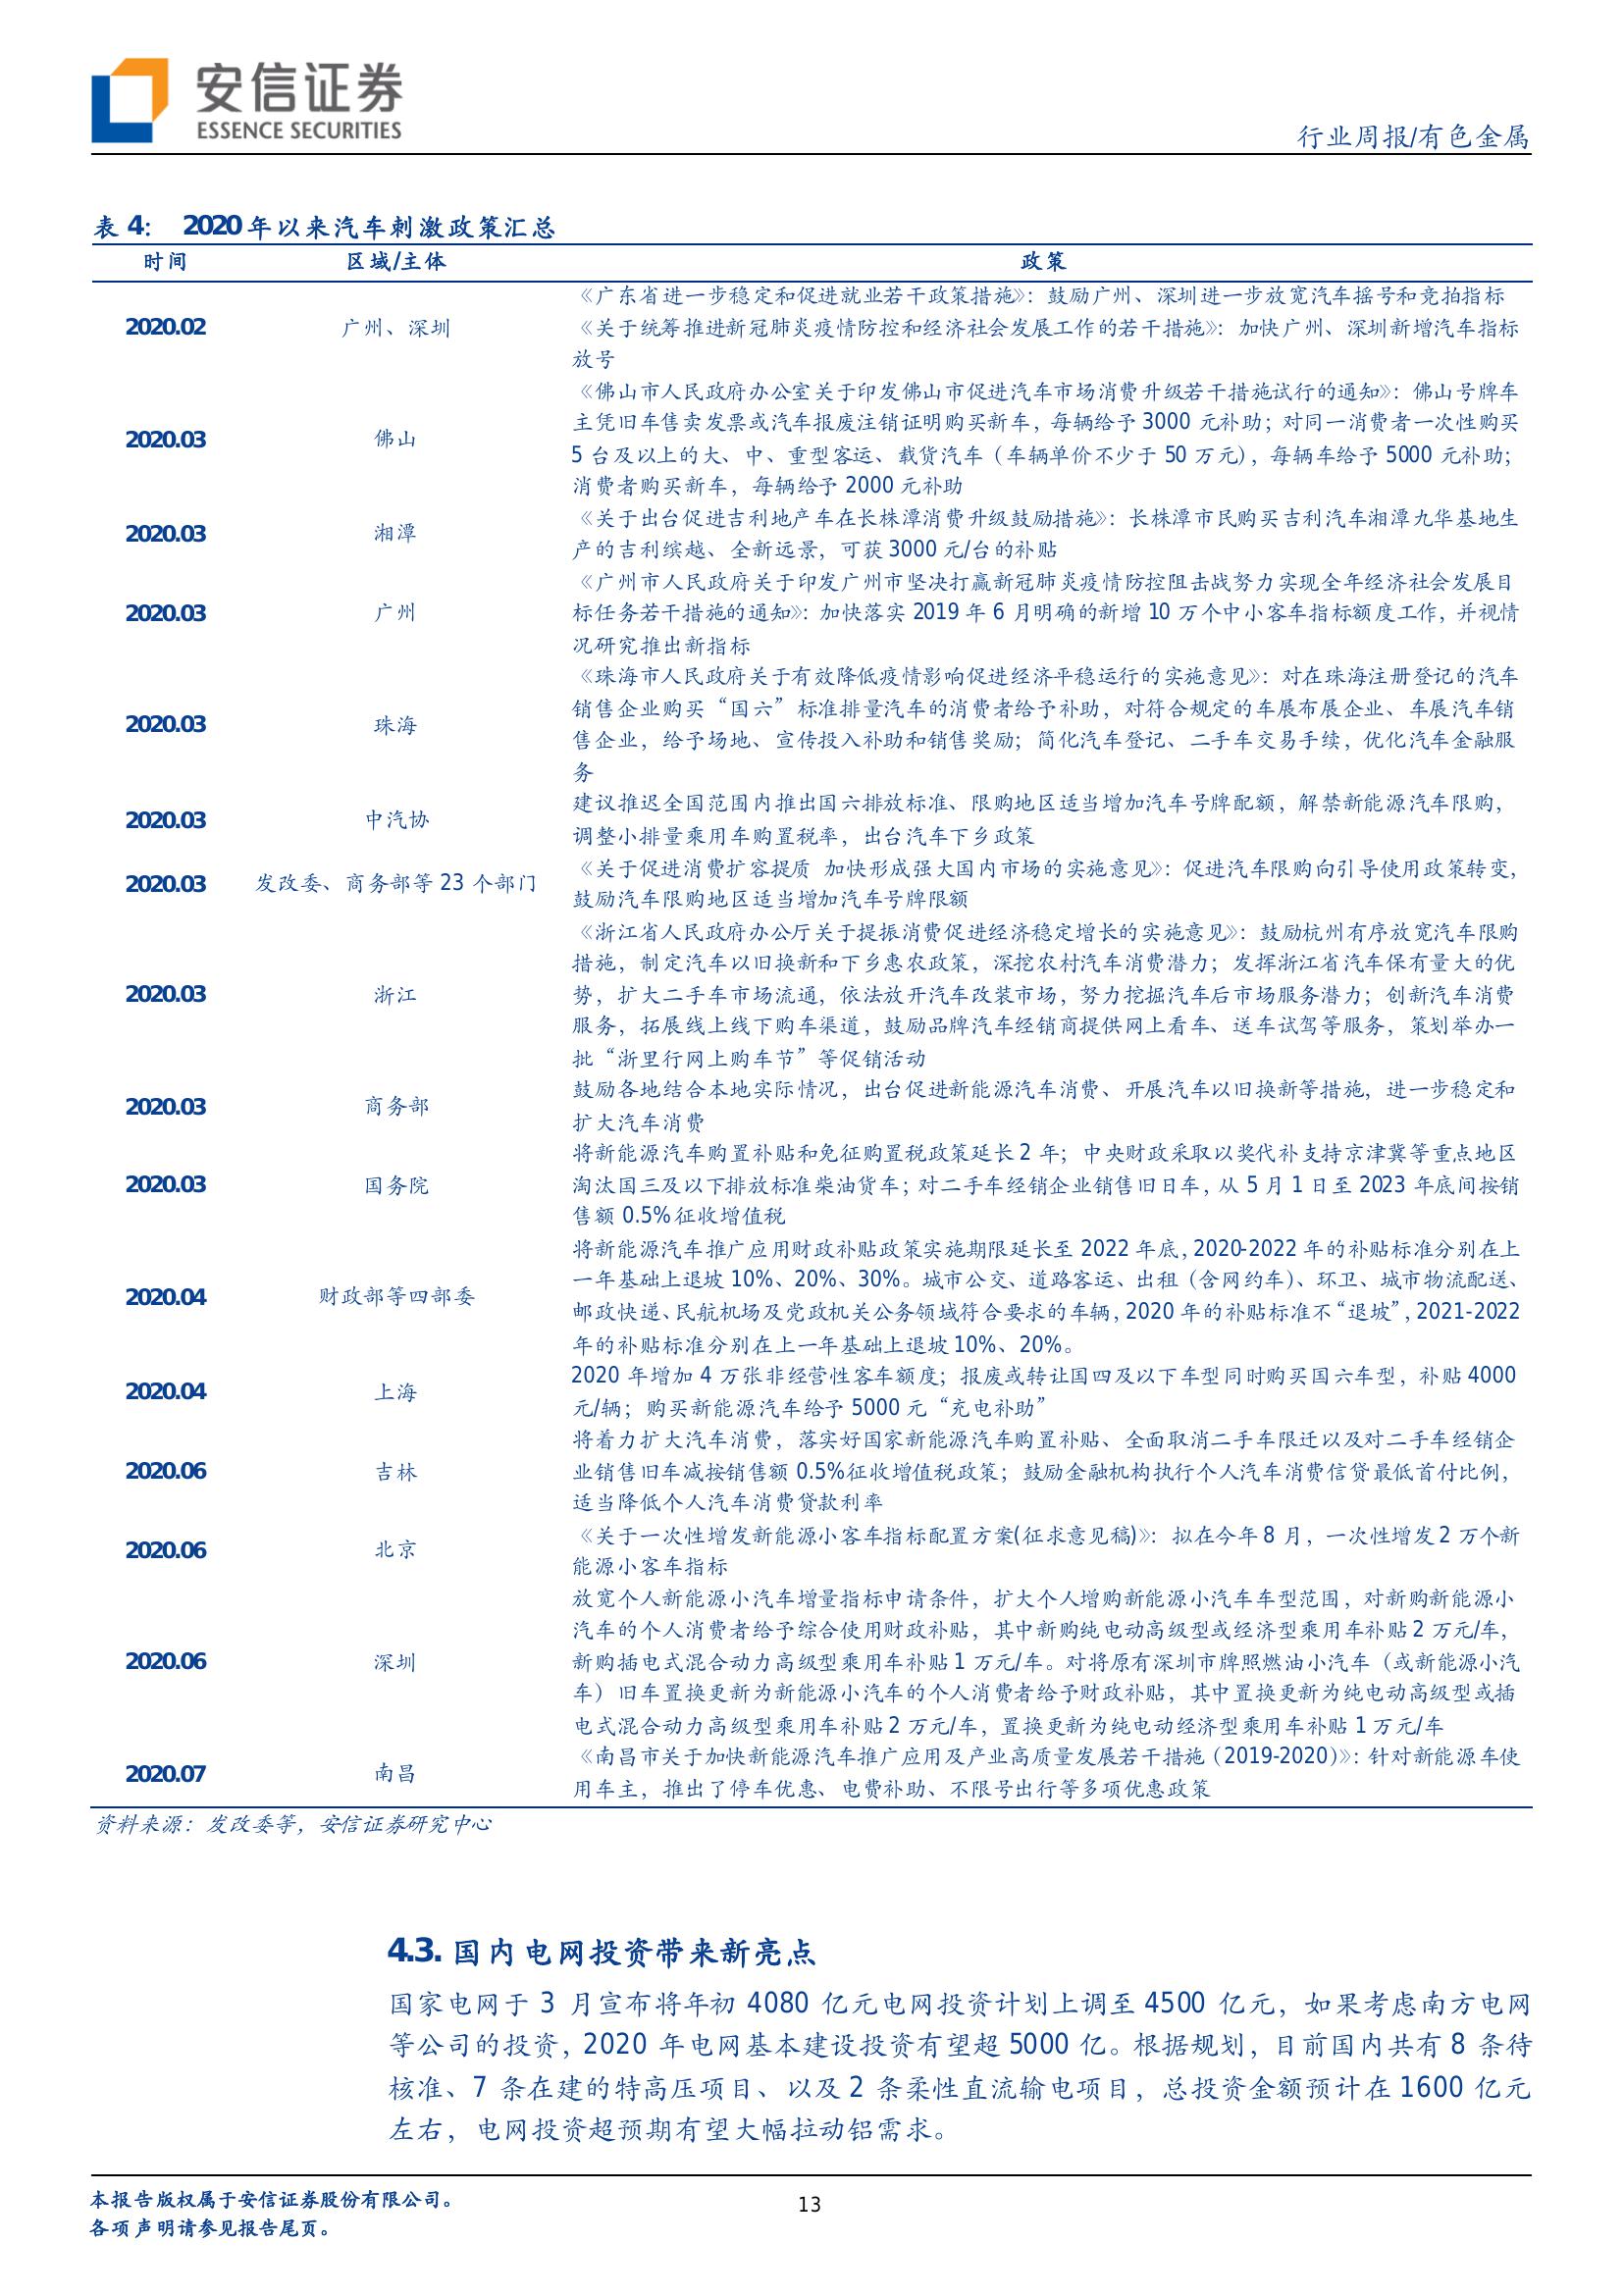 安信证券
ESSENCE SECURITIES
行业周报/有色金属
表 4： 2020 年以来汽车刺激政策汇总
时间 区域/主体 政策
2020.02 广州、深圳
《广东省进一步稳定和促进就业若干政策措施》：鼓励广州、深圳进一步放宽汽车摇号和竞拍指标
《关于统筹推进新冠肺炎疫情防控和经济社会发展工作的若干措施》：加快广州、深圳新增汽车指标
放号
2020.03 佛山
《佛山市人民政府办公室关于印发佛山市促进汽车市场消费升级若干措施试行的通知》：佛山号牌车
主凭旧车售卖发票或汽车报废注销证明购买新车，每辆给予 3000 元补助；对同一消费者一次性购买
5 台及以上的大、中、重型客运、载货汽车（车辆单价不少于 50 万元），每辆车给予 5000 元补助；
消费者购买新车，每辆给予 2000 元补助
2020.03 湘潭
《关于出台促进吉利地产车在长株潭消费升级鼓励措施》：长株潭市民购买吉利汽车湘潭九华基地生
产的吉利缤越、全新远景，可获 3000 元/台的补贴
2020.03 广州
《广州市人民政府关于印发广州市坚决打赢新冠肺炎疫情防控阻击战努力实现全年经济社会发展目
标任务若干措施的通知》：加快落实 2019 年 6 月明确的新增 10 万个中小客车指标额度工作，并视情
况研究推出新指标
2020.03 珠海
《珠海市人民政府关于有效降低疫情影响促进经济平稳运行的实施意见》：对在珠海注册登记的汽车
销售企业购买“国六”标准排量汽车的消费者给予补助，对符合规定的车展布展企业、车展汽车销
售企业，给予场地、宣传投入补助和销售奖励；简化汽车登记、二手车交易手续，优化汽车金融服
务
2020.03 中汽协
建议推迟全国范围内推出国六排放标准、限购地区适当增加汽车号牌配额，解禁新能源汽车限购，
调整小排量乘用车购置税率，出台汽车下乡政策
2020.03 发改委、商务部等 23 个部门
《关于促进消费扩容提质 加快形成强大国内市场的实施意见》：促进汽车限购向引导使用政策转变，
鼓励汽车限购地区适当增加汽车号牌限额
2020.03 浙江
《浙江省人民政府办公厅关于提振消费促进经济稳定增长的实施意见》：鼓励杭州有序放宽汽车限购
措施，制定汽车以旧换新和下乡惠农政策，深挖农村汽车消费潜力；发挥浙江省汽车保有量大的优
势，扩大二手车市场流通，依法放开汽车改装市场，努力挖掘汽车后市场服务潜力；创新汽车消费
服务，拓展线上线下购车渠道，鼓励品牌汽车经销商提供网上看车、送车试驾等服务，策划举办一
批“浙里行网上购车节”等促销活动
2020.03 商务部
鼓励各地结合本地实际情况，出台促进新能源汽车消费、开展汽车以旧换新等措施，进一步稳定和
扩大汽车消费
2020.03 国务院
将新能源汽车购置补贴和免征购置税政策延长 2 年；中央财政采取以奖代补支持京津冀等重点地区
淘汰国三及以下排放标准柴油货车；对二手车经销企业销售旧日车，从 5 月 1 日至 2023 年底间按销
售额 0.5%征收增值税
2020.04 财政部等四部委
将新能源汽车推广应用财政补贴政策实施期限延长至 2022 年底，2020-2022 年的补贴标准分别在上
一年基础上退坡 10%、20%、30%。城市公交、道路客运、出租（含网约车）、环卫、城市物流配送、
邮政快递、民航机场及党政机关公务领域符合要求的车辆，2020 年的补贴标准不“退坡”，2021-2022
年的补贴标准分别在上一年基础上退坡 10%、20%。
2020.04 上海
2020 年增加 4 万张非经营性客车额度；报废或转让国四及以下车型同时购买国六车型，补贴 4000
元/辆；购买新能源汽车给予 5000 元“充电补助”
2020.06 吉林
将着力扩大汽车消费，落实好国家新能源汽车购置补贴、全面取消二手车限迁以及对二手车经销企
业销售旧车减按销售额 0.5%征收增值税政策；鼓励金融机构执行个人汽车消费信贷最低首付比例，
适当降低个人汽车消费贷款利率
2020.06 北京
《关于一次性增发新能源小客车指标配置方案(征求意见稿)》：拟在今年 8 月，一次性增发 2 万个新
能源小客车指标
2020.06 深圳
放宽个人新能源小汽车增量指标申请条件，扩大个人增购新能源小汽车车型范围，对新购新能源小
汽车的个人消费者给予综合使用财政补贴，其中新购纯电动高级型或经济型乘用车补贴 2 万元/车，
新购插电式混合动力高级型乘用车补贴 1 万元/车。对将原有深圳市牌照燃油小汽车（或新能源小汽
车）旧车置换更新为新能源小汽车的个人消费者给予财政补贴，其中置换更新为纯电动高级型或插
电式混合动力高级型乘用车补贴 2 万元/车，置换更新为纯电动经济型乘用车补贴 1 万元/车
2020.07 南昌
《南昌市关于加快新能源汽车推广应用及产业高质量发展若干措施（2019-2020）》：针对新能源车使
用车主，推出了停车优惠、电费补助、不限号出行等多项优惠政策
资料来源：发改委等，安信证券研究中心
4.3. 国内电网投资带来新亮点
国家电网于 3 月宣布将年初 4080 亿元电网投资计划上调至 4500 亿元，如果考虑南方电网
等公司的投资，2020 年电网基本建设投资有望超 5000 亿。根据规划，目前国内共有 8 条待
核准、7 条在建的特高压项目、以及 2 条柔性直流输电项目，总投资金额预计在 1600 亿元
左右，电网投资超预期有望大幅拉动铝需求。
本报告版权属于安信证券股份有限公司。
各项声明请参见报告尾页。
13